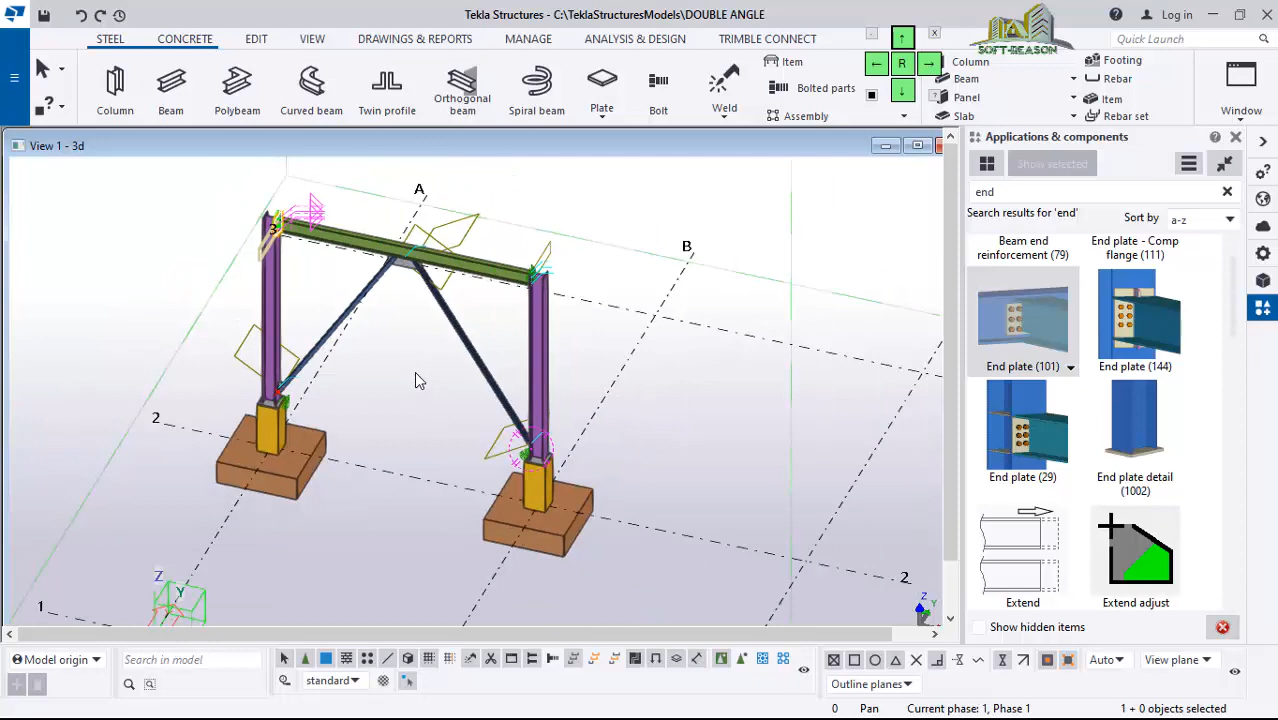 Tekla Structures - C:\TeklaStructuresModels\DOUBLE ANGLE
Log in
STEEL CONCRETE EDIT VIEW DRAWINGS & REPORTS MANAGE ANALYSIS & DESIGN TRIMBLE CONNECT
SOFT-REASON
Quick Launch
Column Beam Polybeam Curved beam Twin profile Orthogonal beam Spiral beam Plate Bolt Weld
Item
Bolted parts
Assembly
R
Column
Beam
Panel
Slab
Footing
Rebar
Item
Rebar set
Window
View 1 - 3d
A
B
3
2
2
1
Z
Y
Z
Y
Applications & components
Show selected
end
Search results for 'end'
Sort by
a-z
Beam end reinforcement (79)
End plate - Comp flange (111)
End plate (101)
End plate (144)
End plate (29)
End plate detail (1002)
Extend
Extend adjust
Show hidden items
Model origin
Search in model
standard
Auto
View plane
Outline planes
0
Pan
Current phase: 1, Phase 1
1 + 0 objects selected